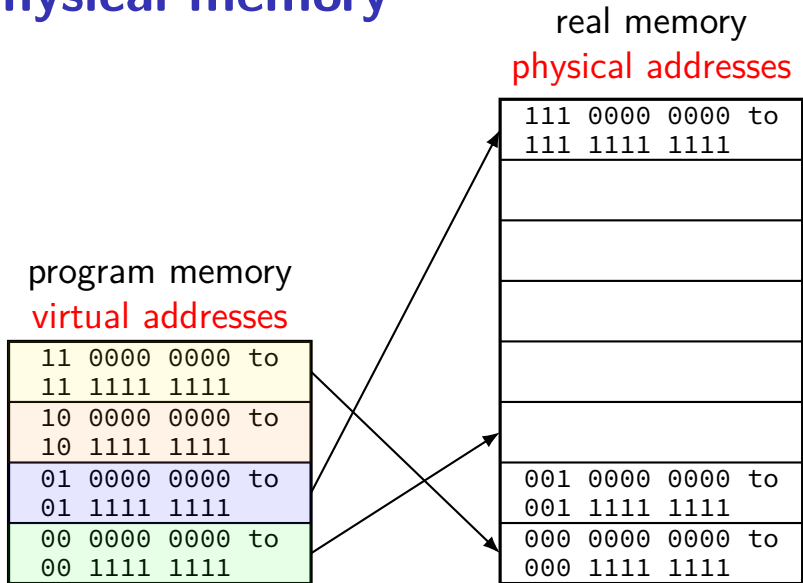 hysical memory
real memory
physical addresses
111 0000 0000 to
111 1111 1111
program memory
virtual addresses
11 0000 0000 to
11 1111 1111
10 0000 0000 to
10 1111 1111
01 0000 0000 to
01 1111 1111
00 0000 0000 to
00 1111 1111
001 0000 0000 to
001 1111 1111
000 0000 0000 to
000 1111 1111